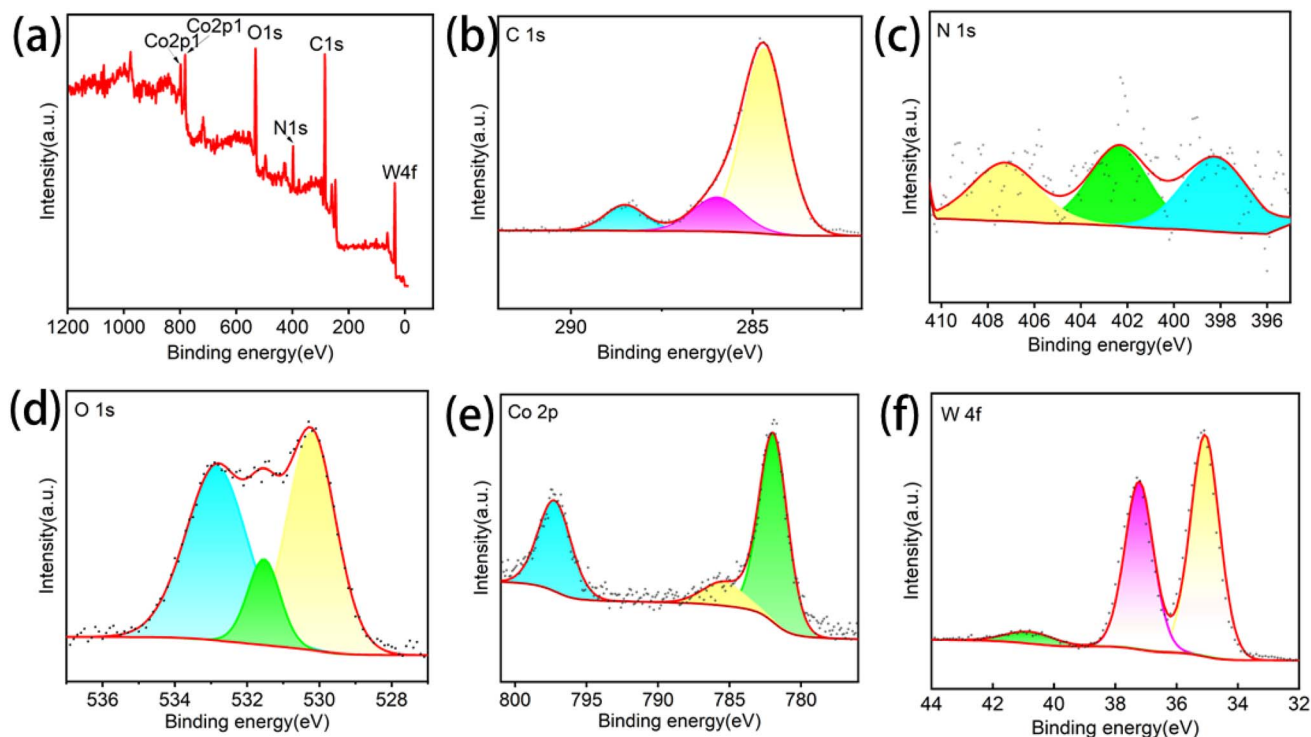 (a)
Co2p1
Co2p1
O1s
C1s
N1s
W4f
Intensity(a.u.)
1200 1000 800 600 400 200 0
Binding energy(eV)
(b)
C 1s
Intensity(a.u.)
290 285
Binding energy(eV)
(c)
N 1s
Intensity(a.u.)
410 408 406 404 402 400 398 396
Binding energy(eV)
(d)
O 1s
Intensity(a.u.)
536 534 532 530 528
Binding energy(eV)
(e)
Co 2p
Intensity(a.u.)
800 795 790 785 780
Binding energy(eV)
(f)
W 4f
Intensity(a.u.)
44 42 40 38 36 34 32
Binding energy(eV)